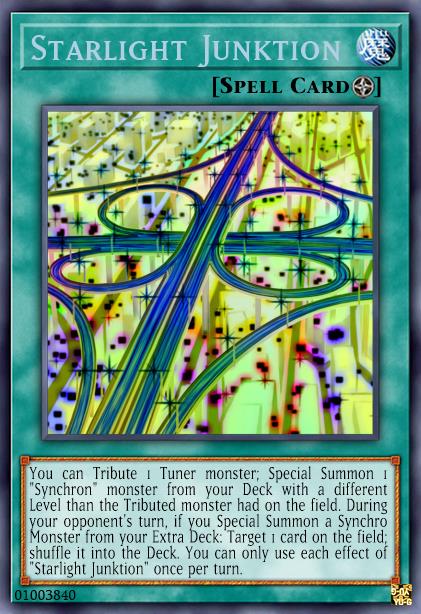 Starlight Junktion
魔
[Spell Card]
You can Tribute 1 Tuner monster; Special Summon 1
"Synchron" monster from your Deck with a different
Level than the Tributed monster had on the field. During
your opponent's turn, if you Special Summon a Synchro
Monster from your Extra Deck: Target 1 card on the field;
shuffle it into the Deck. You can only use each effect of
"Starlight Junktion" once per turn.
01003840